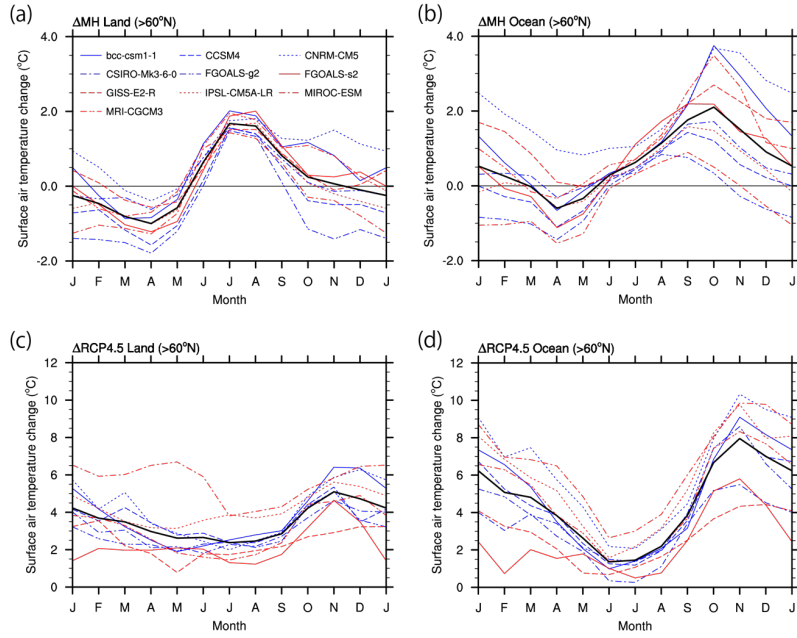 (a)
ΔMH Land (>60°N)
4.0
2.0
0.0
-2.0
Surface air temperature change (°C)
bcc-csm1-1
CCSM4
CNRM-CM5
CSIRO-Mk3-6-0
FGOALS-g2
FGOALS-s2
GISS-E2-R
IPSL-CM5A-LR
MIROC-ESM
MRI-CGCM3
J F M A M J J A S O N D J
Month
(b)
ΔMH Ocean (>60°N)
4.0
2.0
0.0
-2.0
Surface air temperature change (°C)
J F M A M J J A S O N D J
Month
(c)
ΔRCP4.5 Land (>60°N)
12
10
8
6
4
2
0
Surface air temperature change (°C)
J F M A M J J A S O N D J
Month
(d)
ΔRCP4.5 Ocean (>60°N)
12
10
8
6
4
2
0
Surface air temperature change (°C)
J F M A M J J A S O N D J
Month